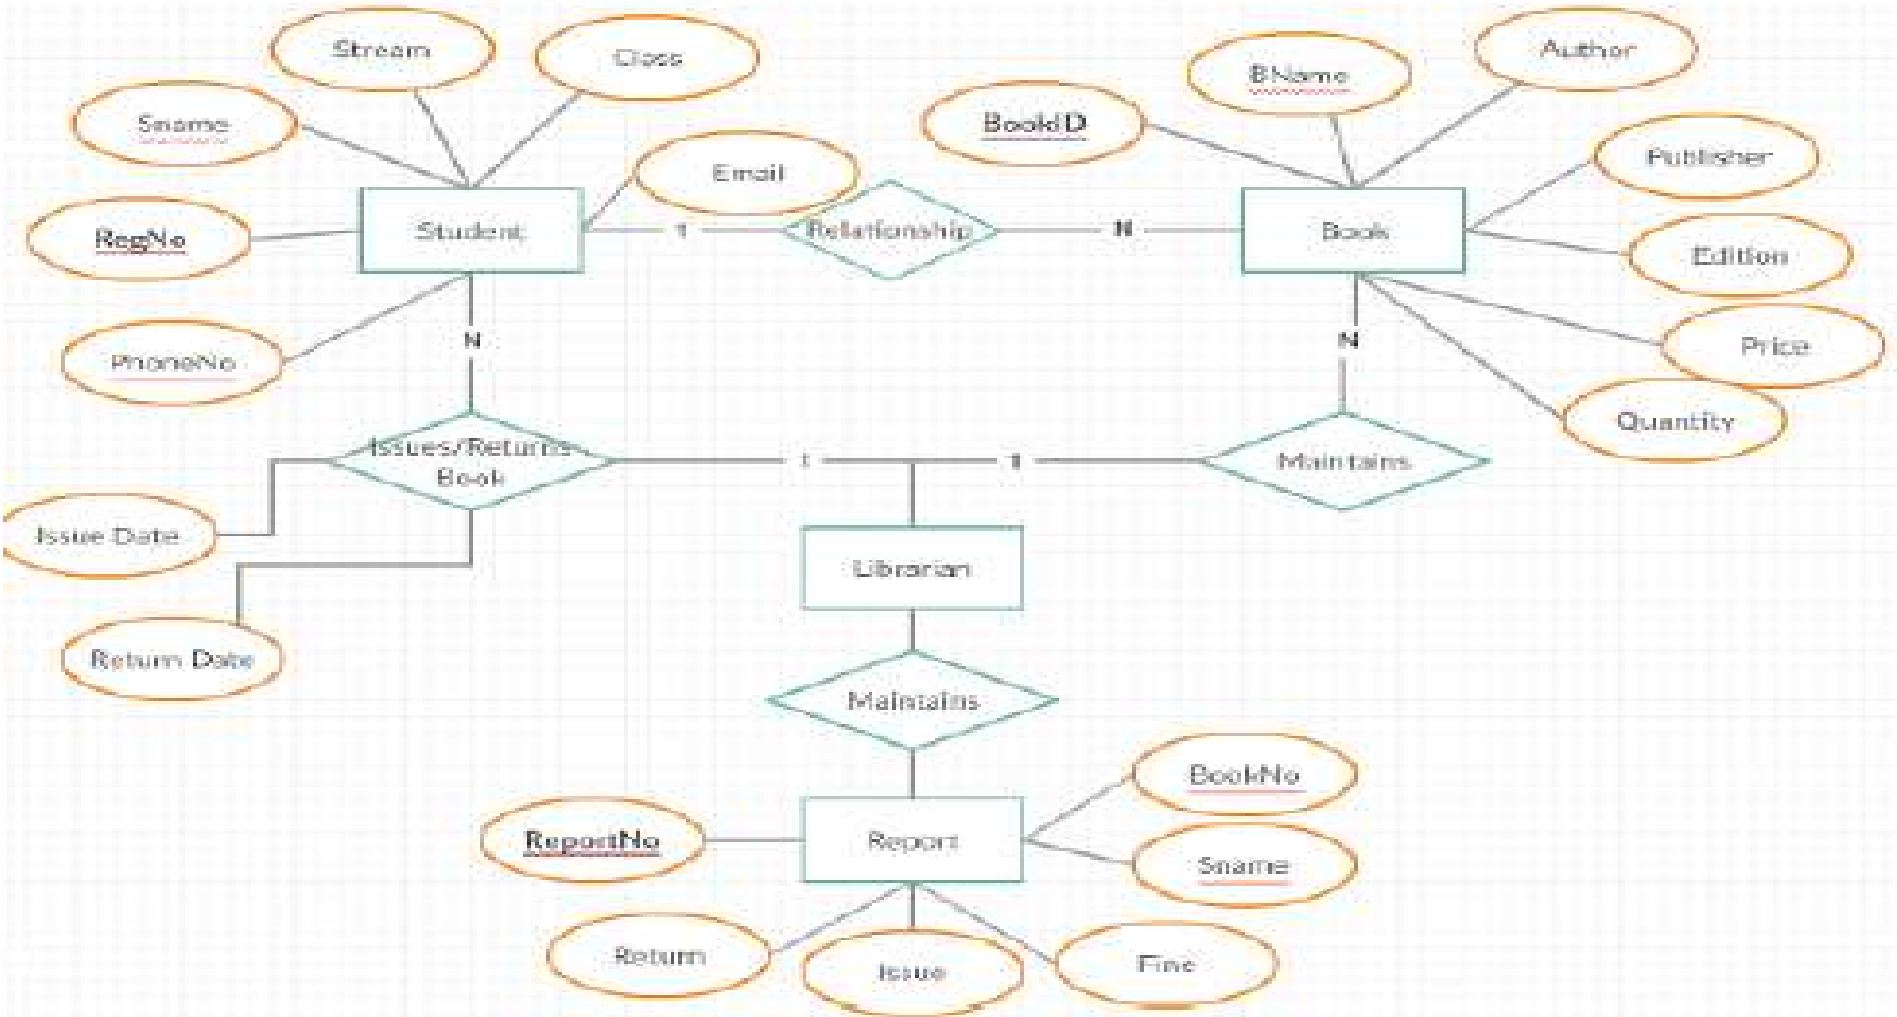 Stream
Class
Author
BName
Sname
BookID
Publisher
Email
RegNo
Student
1
Relationship
N
Book
Edition
N
N
Price
PhoneNo
Quantity
Issues/Returns
Book
1
1
Maintains
Issue Date
Librarian
Return Date
Maintains
BookNo
ReportNo
Report
Sname
Return
Issue
Fine